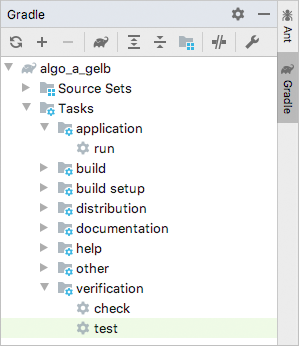 Gradle
algo_a_gelb
Source Sets
Tasks
application
run
build
build setup
distribution
documentation
help
other
verification
check
test
Ant
Gradle